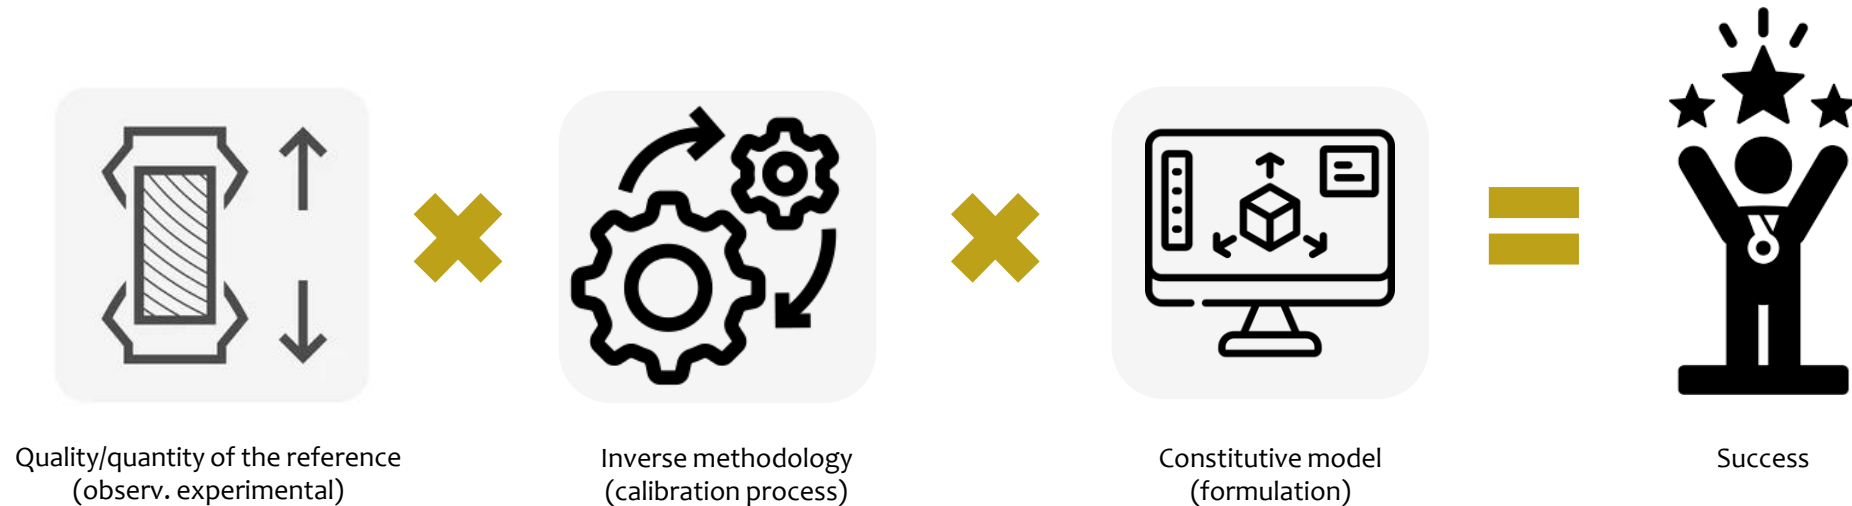 Quality/quantity of the reference
(observ. experimental)
Inverse methodology
(calibration process)
Constitutive model
(formulation)
Success